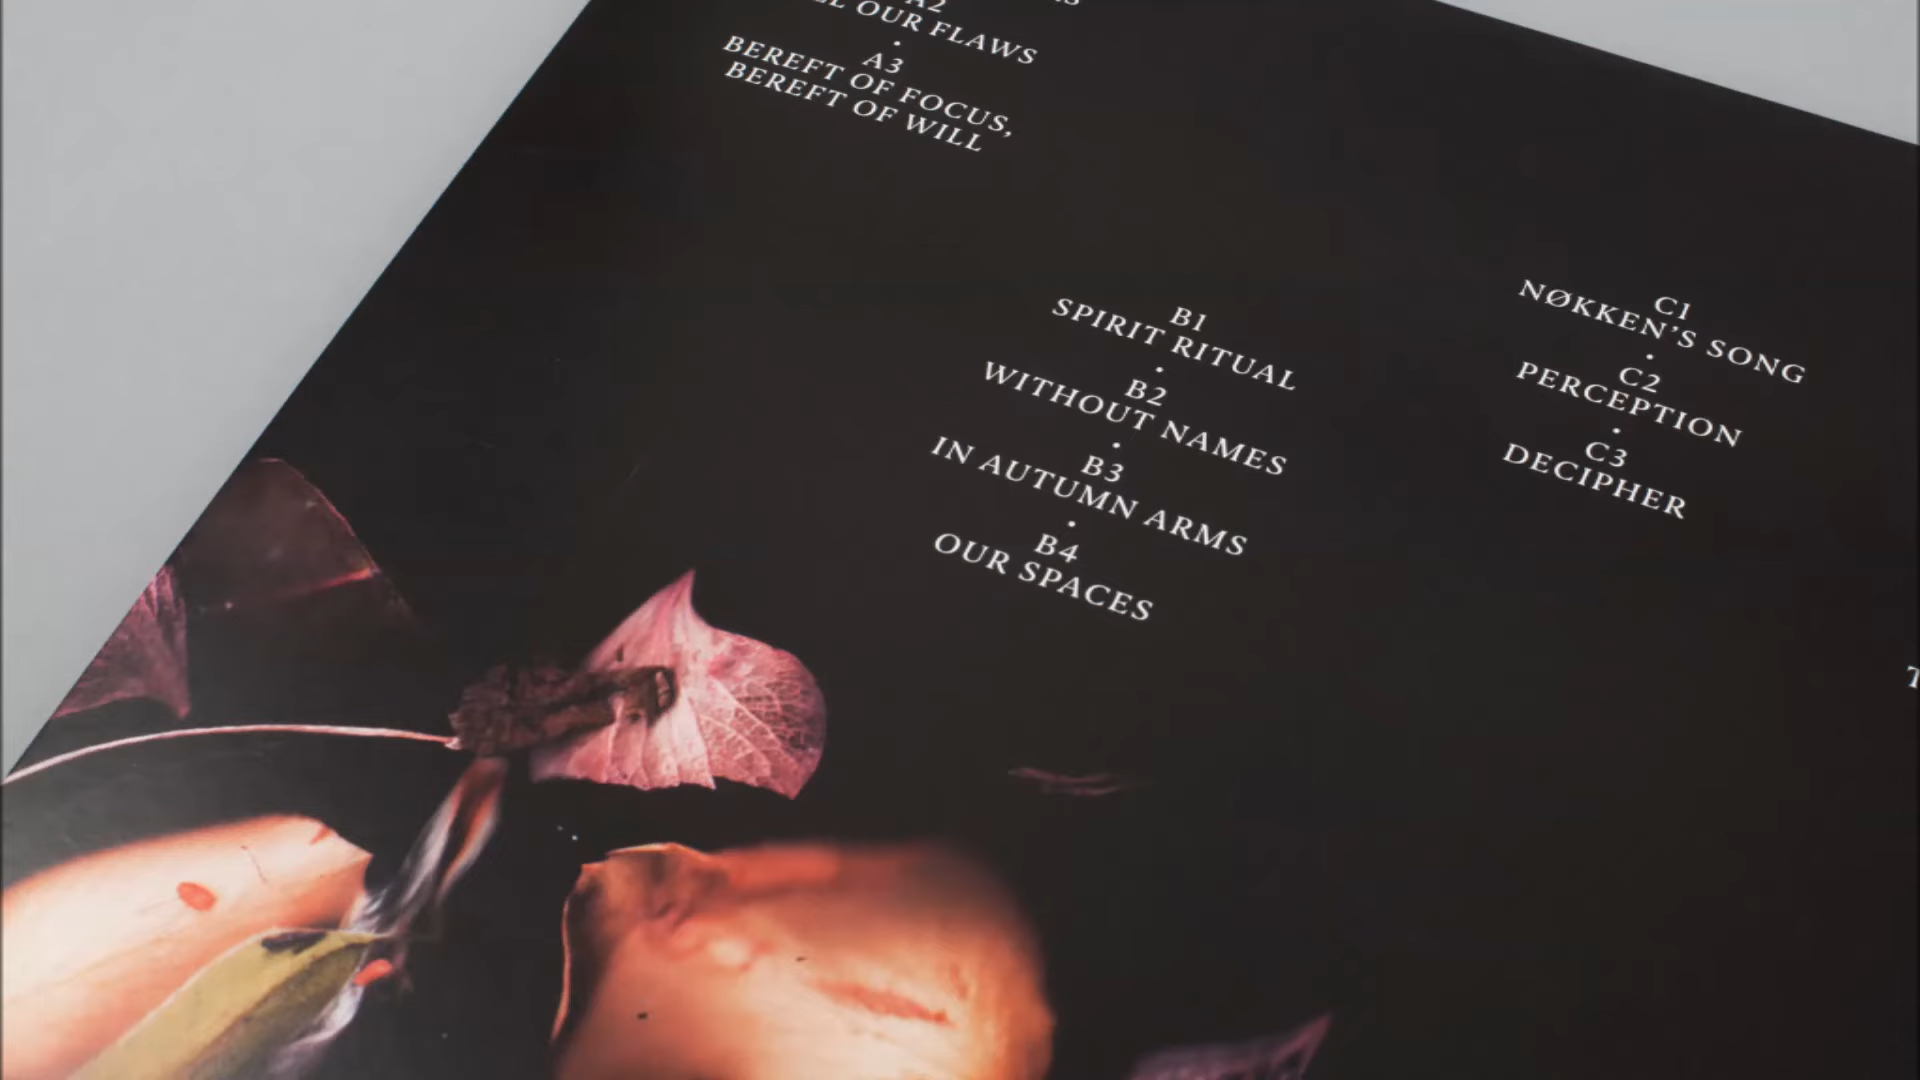 A2
OUR FLAWS
•
A3
BEREFT OF FOCUS,
BEREFT OF WILL
B1
SPIRIT RITUAL
•
B2
WITHOUT NAMES
•
B3
IN AUTUMN ARMS
•
B4
OUR SPACES
C1
NØKKEN'S SONG
•
C2
PERCEPTION
•
C3
DECIPHER